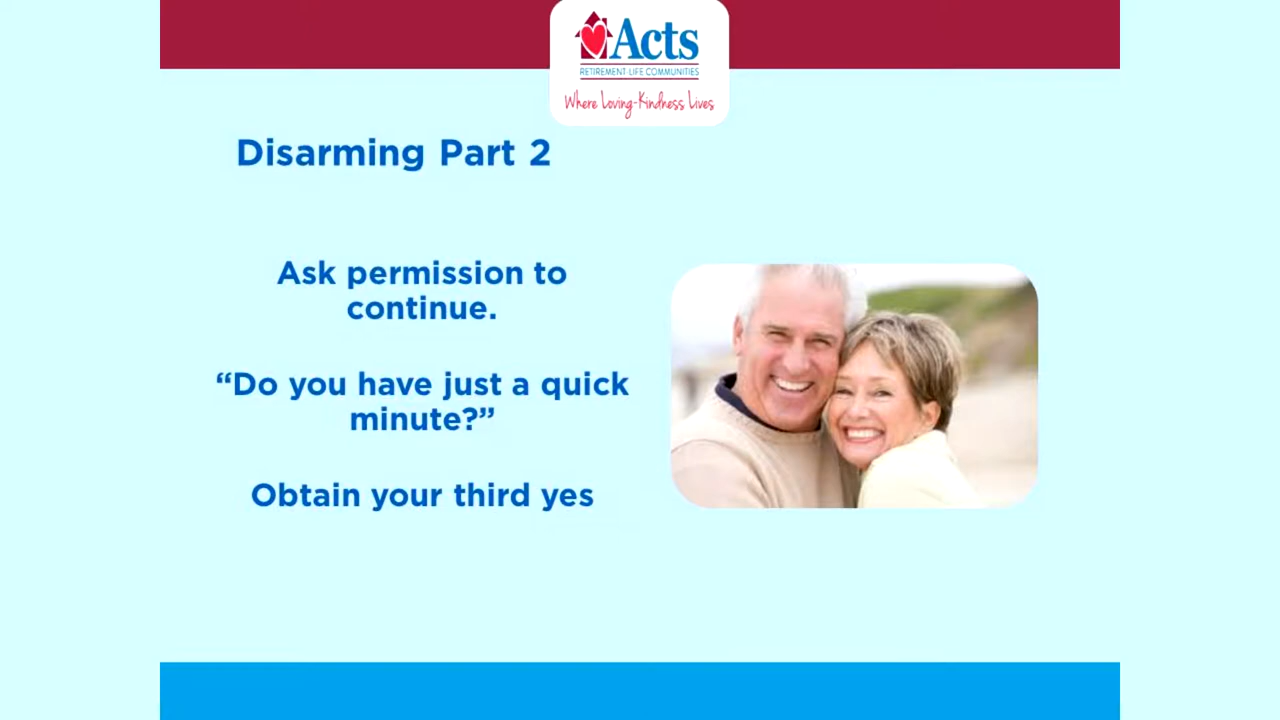 Acts
RETIREMENT-LIFE COMMUNITIES
Where Loving-Kindness Lives
Disarming Part 2
Ask permission to
continue.
“Do you have just a quick
minute?”
Obtain your third yes